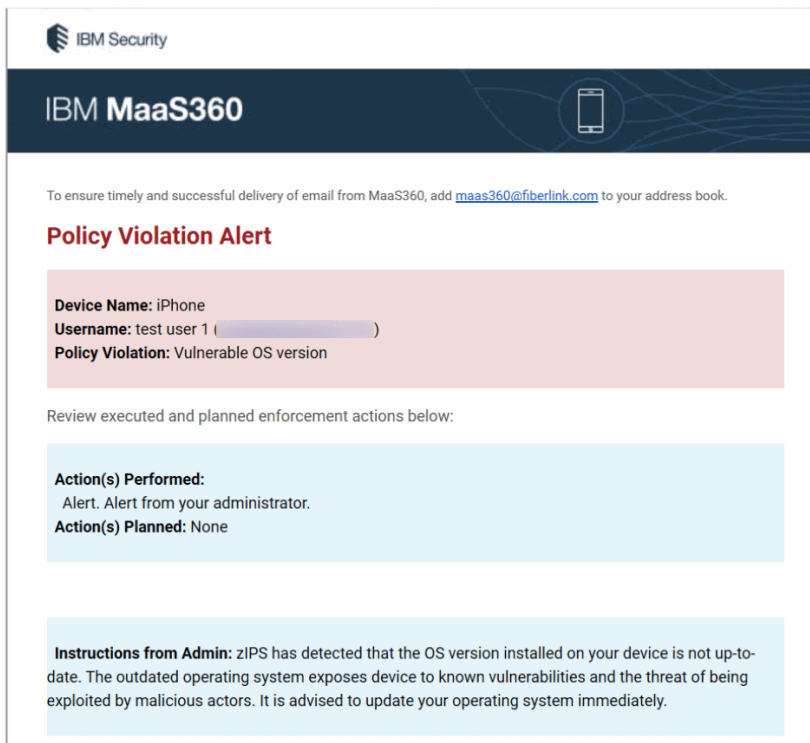 IBM Security
IBM MaaS360
To ensure timely and successful delivery of email from MaaS360, add maas360@fiberlink.com to your address book.
Policy Violation Alert
Device Name: iPhone
Username: test user 1 ( )
Policy Violation: Vulnerable OS version
Review executed and planned enforcement actions below:
Action(s) Performed:
Alert. Alert from your administrator.
Action(s) Planned: None
Instructions from Admin: zIPS has detected that the OS version installed on your device is not up-to-
date. The outdated operating system exposes device to known vulnerabilities and the threat of being
exploited by malicious actors. It is advised to update your operating system immediately.